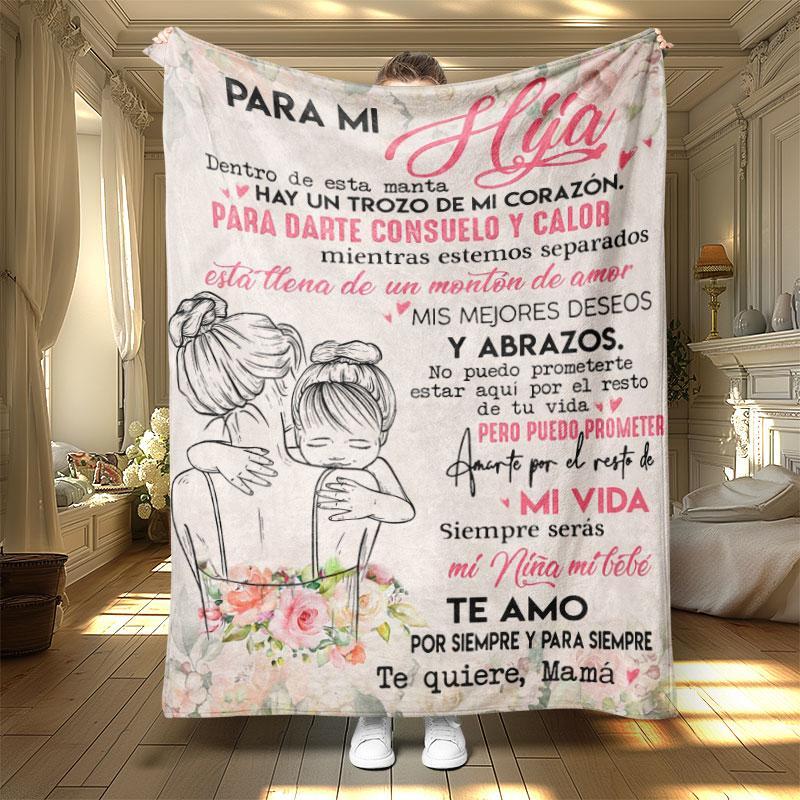 PARA MI Hija
Dentro de esta manta
HAY UN TROZO DE MI CORAZÓN.
PARA DARTE CONSUELO Y CALOR
mientras estemos separados
está llena de un montón de amor
MIS MEJORES DESEOS
Y ABRAZOS.
No puedo prometerte
estar aquí por el resto
de tu vida
PERO PUEDO PROMETER
Amarte por el resto de
MI VIDA
Siempre serás
mi Niña mi bebé
TE AMO
POR SIEMPRE Y PARA SIEMPRE
Te quiere, Mamá